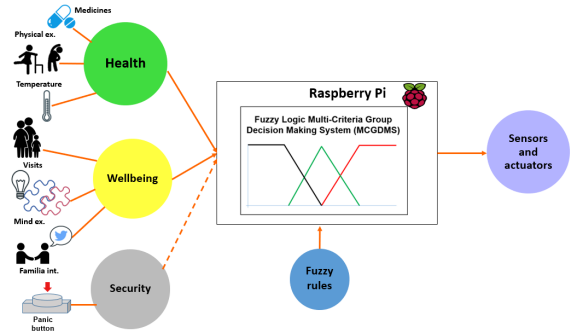 Medicines
Physical ex.
Health
Temperature
Visits
Wellbeing
Mind ex.
Familia int.
Security
Panic
button
Raspberry Pi
Fuzzy Logic Multi-Criteria Group
Decision Making System (MCGDMS)
Fuzzy
rules
Sensors
and
actuators